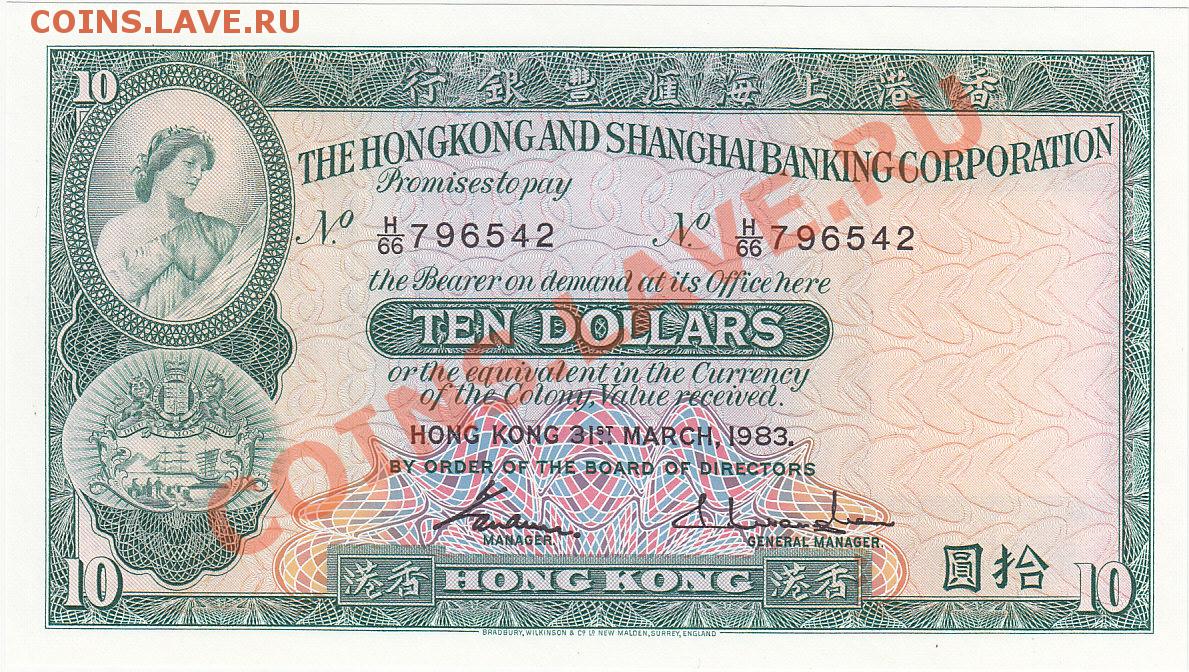 COINS.LAVE.RU
10
行銀豐滙海上港香
THE HONGKONG AND SHANGHAI BANKING CORPORATION
Promises to pay
No. H/66 796542 No. H/66 796542
the Bearer on demand at its Office here
TEN DOLLARS
or the equivalent in the Currency
of the Colony, Value received.
HONG KONG 31ST MARCH, 1983.
BY ORDER OF THE BOARD OF DIRECTORS
MANAGER GENERAL MANAGER
圓拾
10 港香 HONG KONG 港香 10
BRADBURY, WILKINSON & Co. Ld. NEW MALDEN, SURREY, ENGLAND
COINS.LAVE.RU